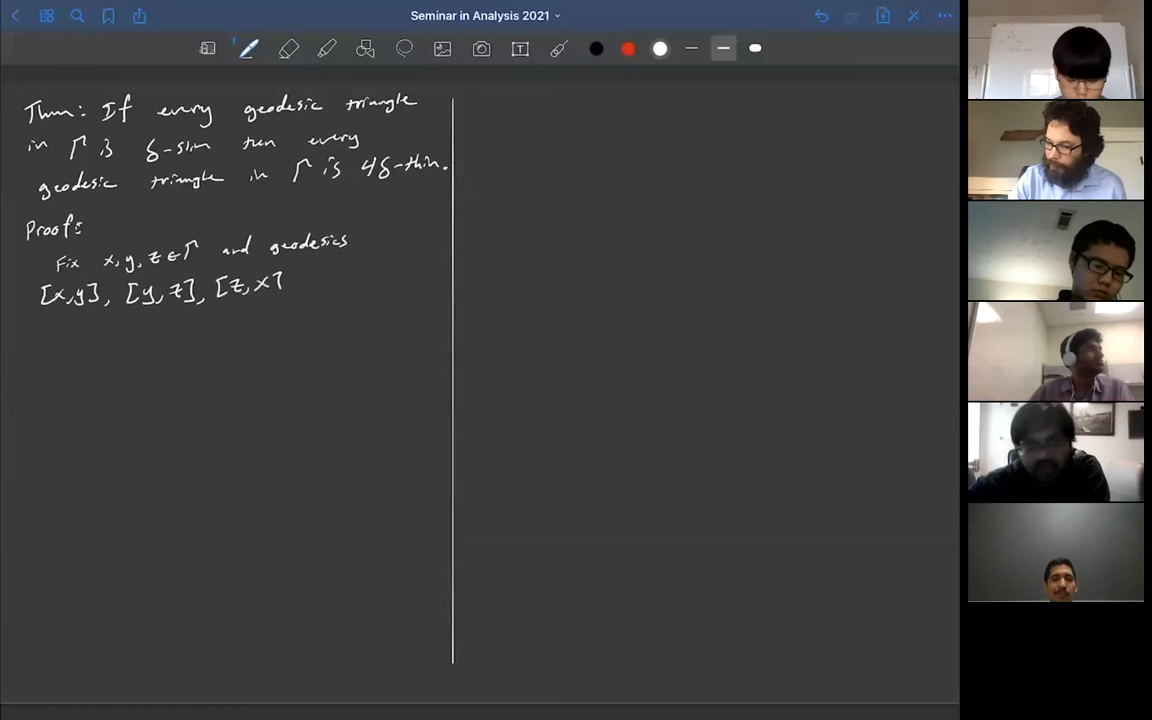 Seminar in Analysis 2021
Thm: If every geodesic triangle
in Γ is δ-slim then every
geodesic triangle in Γ is 4δ-thin.
Proof:
Fix x, y, z ∈ Γ and geodesics
[x,y], [y, z], [z, x]